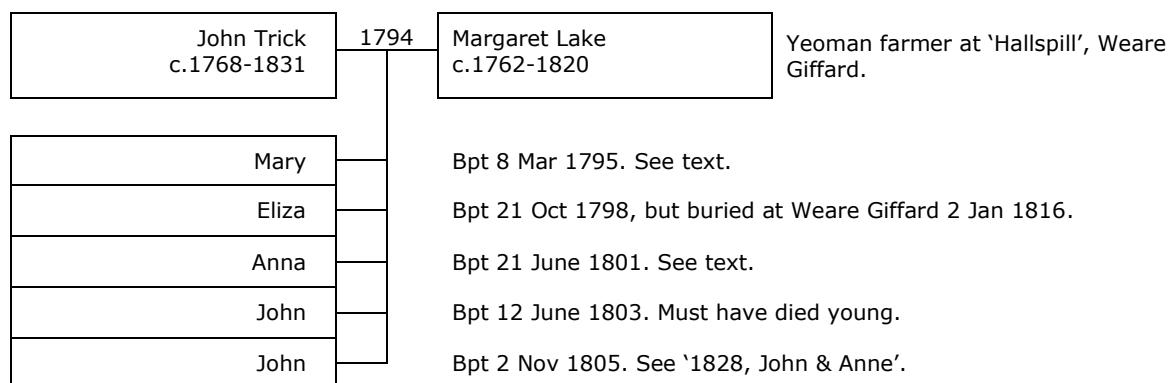 John Trick
c.1768-1831
1794
Margaret Lake
c.1762-1820
Yeoman farmer at ‘Hallspill’, Weare
Giffard.
Mary
Bpt 8 Mar 1795. See text.
Eliza
Bpt 21 Oct 1798, but buried at Weare Giffard 2 Jan 1816.
Anna
Bpt 21 June 1801. See text.
John
Bpt 12 June 1803. Must have died young.
John
Bpt 2 Nov 1805. See ‘1828, John & Anne’.